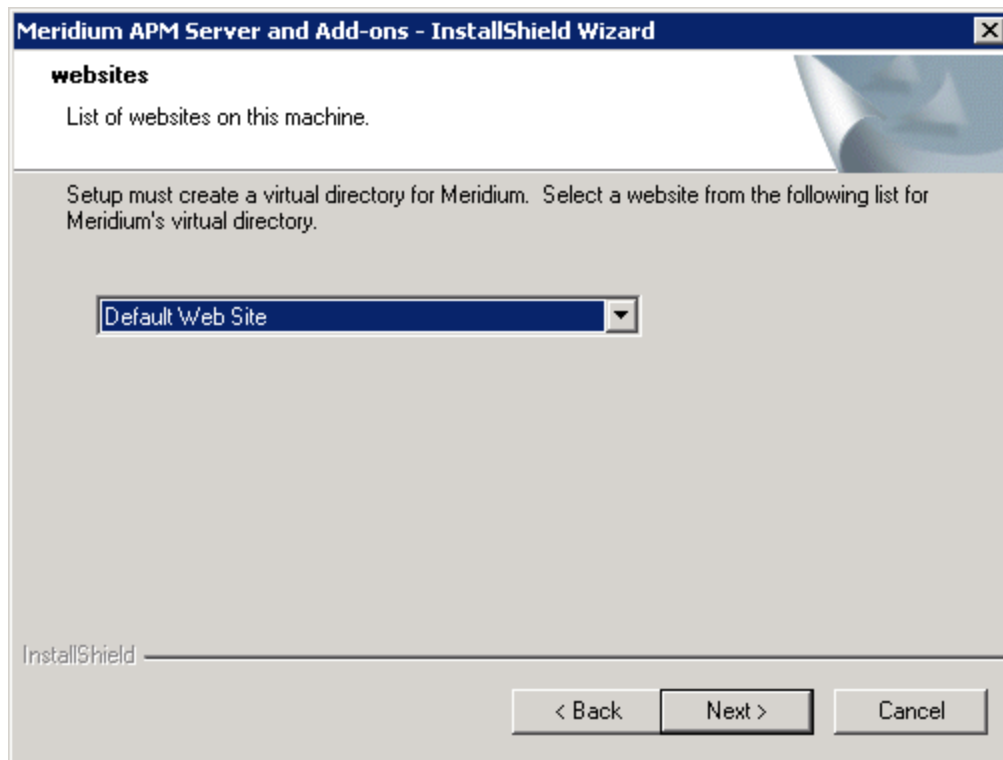 Meridium APM Server and Add-ons - InstallShield Wizard
websites
List of websites on this machine.
Setup must create a virtual directory for Meridium.  Select a website from the following list for
Meridium's virtual directory.
Default Web Site
InstallShield
< Back
Next >
Cancel